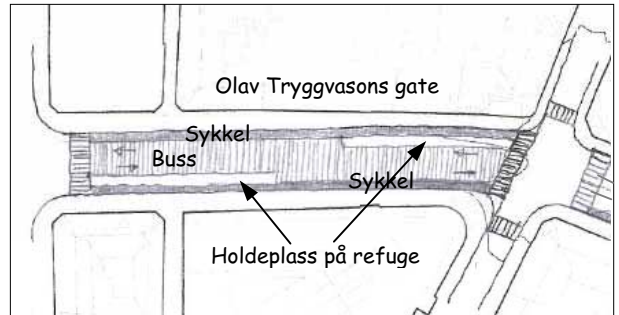 Olav Tryggvasons gate
Sykkel
Buss
Sykkel
Holdeplass på refuge